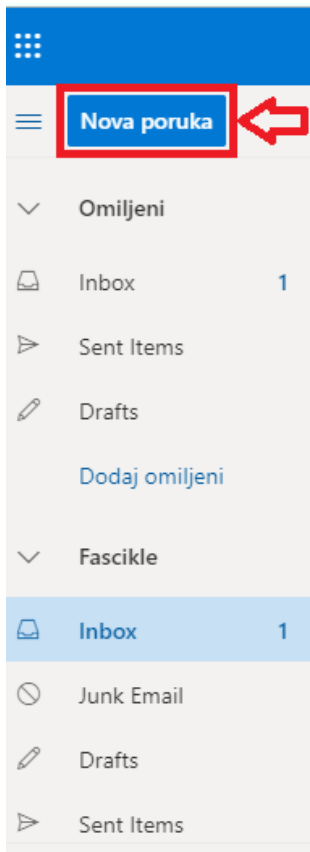 Nova poruka
Omiljeni
Inbox 1
Sent Items
Drafts
Dodaj omiljeni
Fascikle
Inbox 1
Junk Email
Drafts
Sent Items